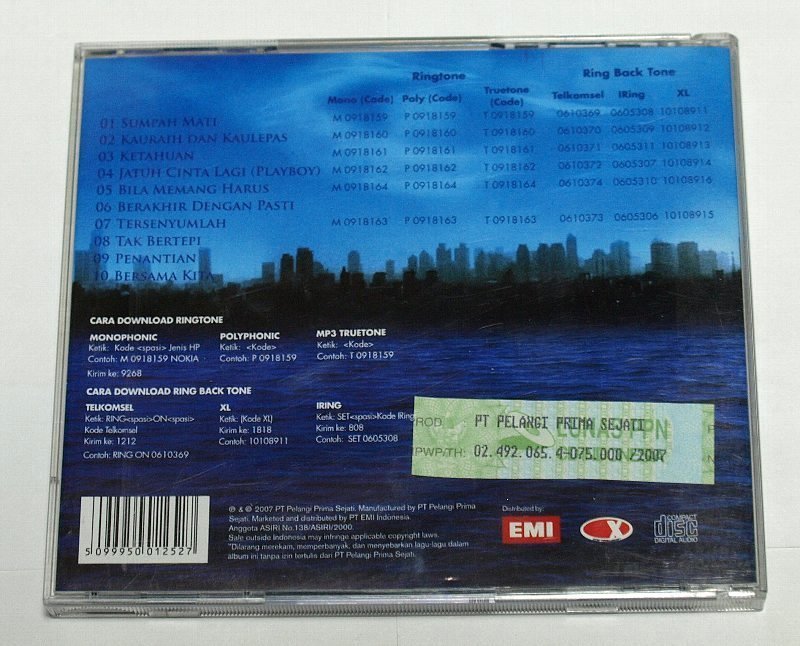 Ringtone Ring Back Tone
Mono (Code) Poly (Code) Truetone (Code) Telkomsel IRing XL
01 SUMPAH MATI M 0918159 P 0918159 T 0918159 0610369 0605308 10108911
02 KAURAIH DAN KAULEPAS M 0918160 P 0918160 T 0918160 0610370 0605309 10108912
03 KETAHUAN M 0918161 P 0918161 T 0918161 0610371 0605311 10108913
04 JATUH CINTA LAGI (PLAYBOY) M 0918162 P 0918162 T 0918162 0610372 0605307 10108914
05 BILA MEMANG HARUS M 0918164 P 0918164 T 0918164 0610374 0605310 10108916
06 BERAKHIR DENGAN PASTI
07 TERSENYUMLAH M 0918163 P 0918163 T 0918163 0610373 0605306 10108915
08 TAK BERTEPI
09 PENANTIAN
10 BERSAMA KITA
CARA DOWNLOAD RINGTONE
MONOPHONIC
Ketik: Kode <spasi> Jenis HP
Contoh: M 0918159 NOKIA
Kirim ke: 9268
POLYPHONIC
Ketik: <Kode>
Contoh: P 0918159
MP3 TRUETONE
Ketik: <Kode>
Contoh: T 0918159
CARA DOWNLOAD RING BACK TONE
TELKOMSEL
Ketik: RING<spasi>ON<spasi>
Kode Telkomsel
Kirim ke: 1212
Contoh: RING ON 0610369
XL
Ketik: (Kode XL)
Kirim ke: 1818
Contoh: 10108911
IRING
Ketik: SET<spasi>Kode IRing
Kirim ke: 808
Contoh: SET 0605308
PROD PT PELANGI PRIMA SEJATI
LUNAS PPN
NPWP/TH: 02.492.065.4-075.000 /2007
5 099950 012527
℗ & © 2007 PT Pelangi Prima Sejati. Manufactured by PT Pelangi Prima
Sejati. Marketed and distributed by PT EMI Indonesia.
Anggota ASIRI No.138/ASIRI/2000.
Sale outside Indonesia may infringe applicable copyright laws.
"Dilarang merekam, memperbanyak, dan menyebarkan lagu-lagu dalam
album ini tanpa izin tertulis dari PT Pelangi Prima Sejati.
Distributed by:
EMI
X
COMPACT
disc
DIGITAL AUDIO